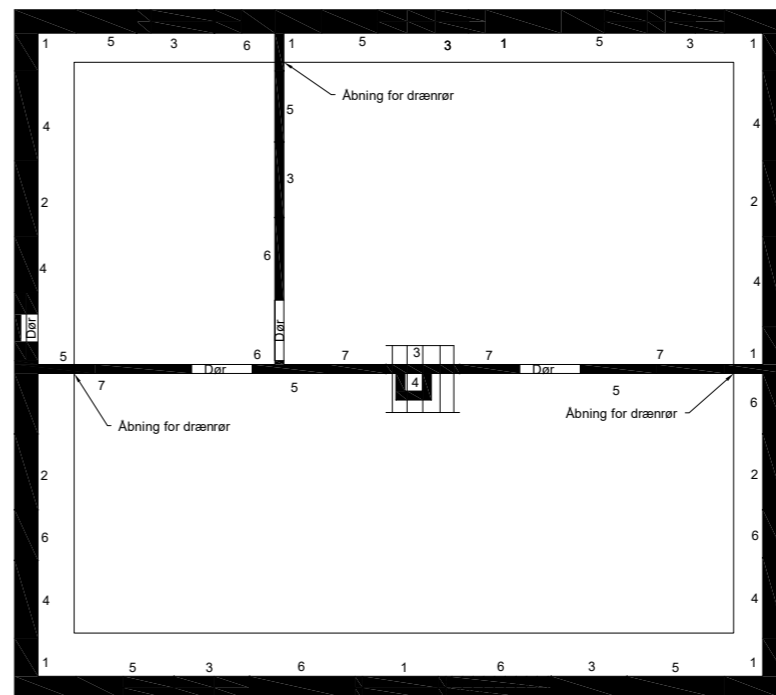 1 5 3 6 1 5 3 1 5 3 1
Åbning for drænrør
5
4 4
3
2 2
6
4 4
Dør Dør
5 6 7 3 7 7 1
Dør Dør
7 5 4 5
6
Åbning for drænrør Åbning for drænrør
2 2
6 6
4 4
1 5 3 6 1 6 3 5 1